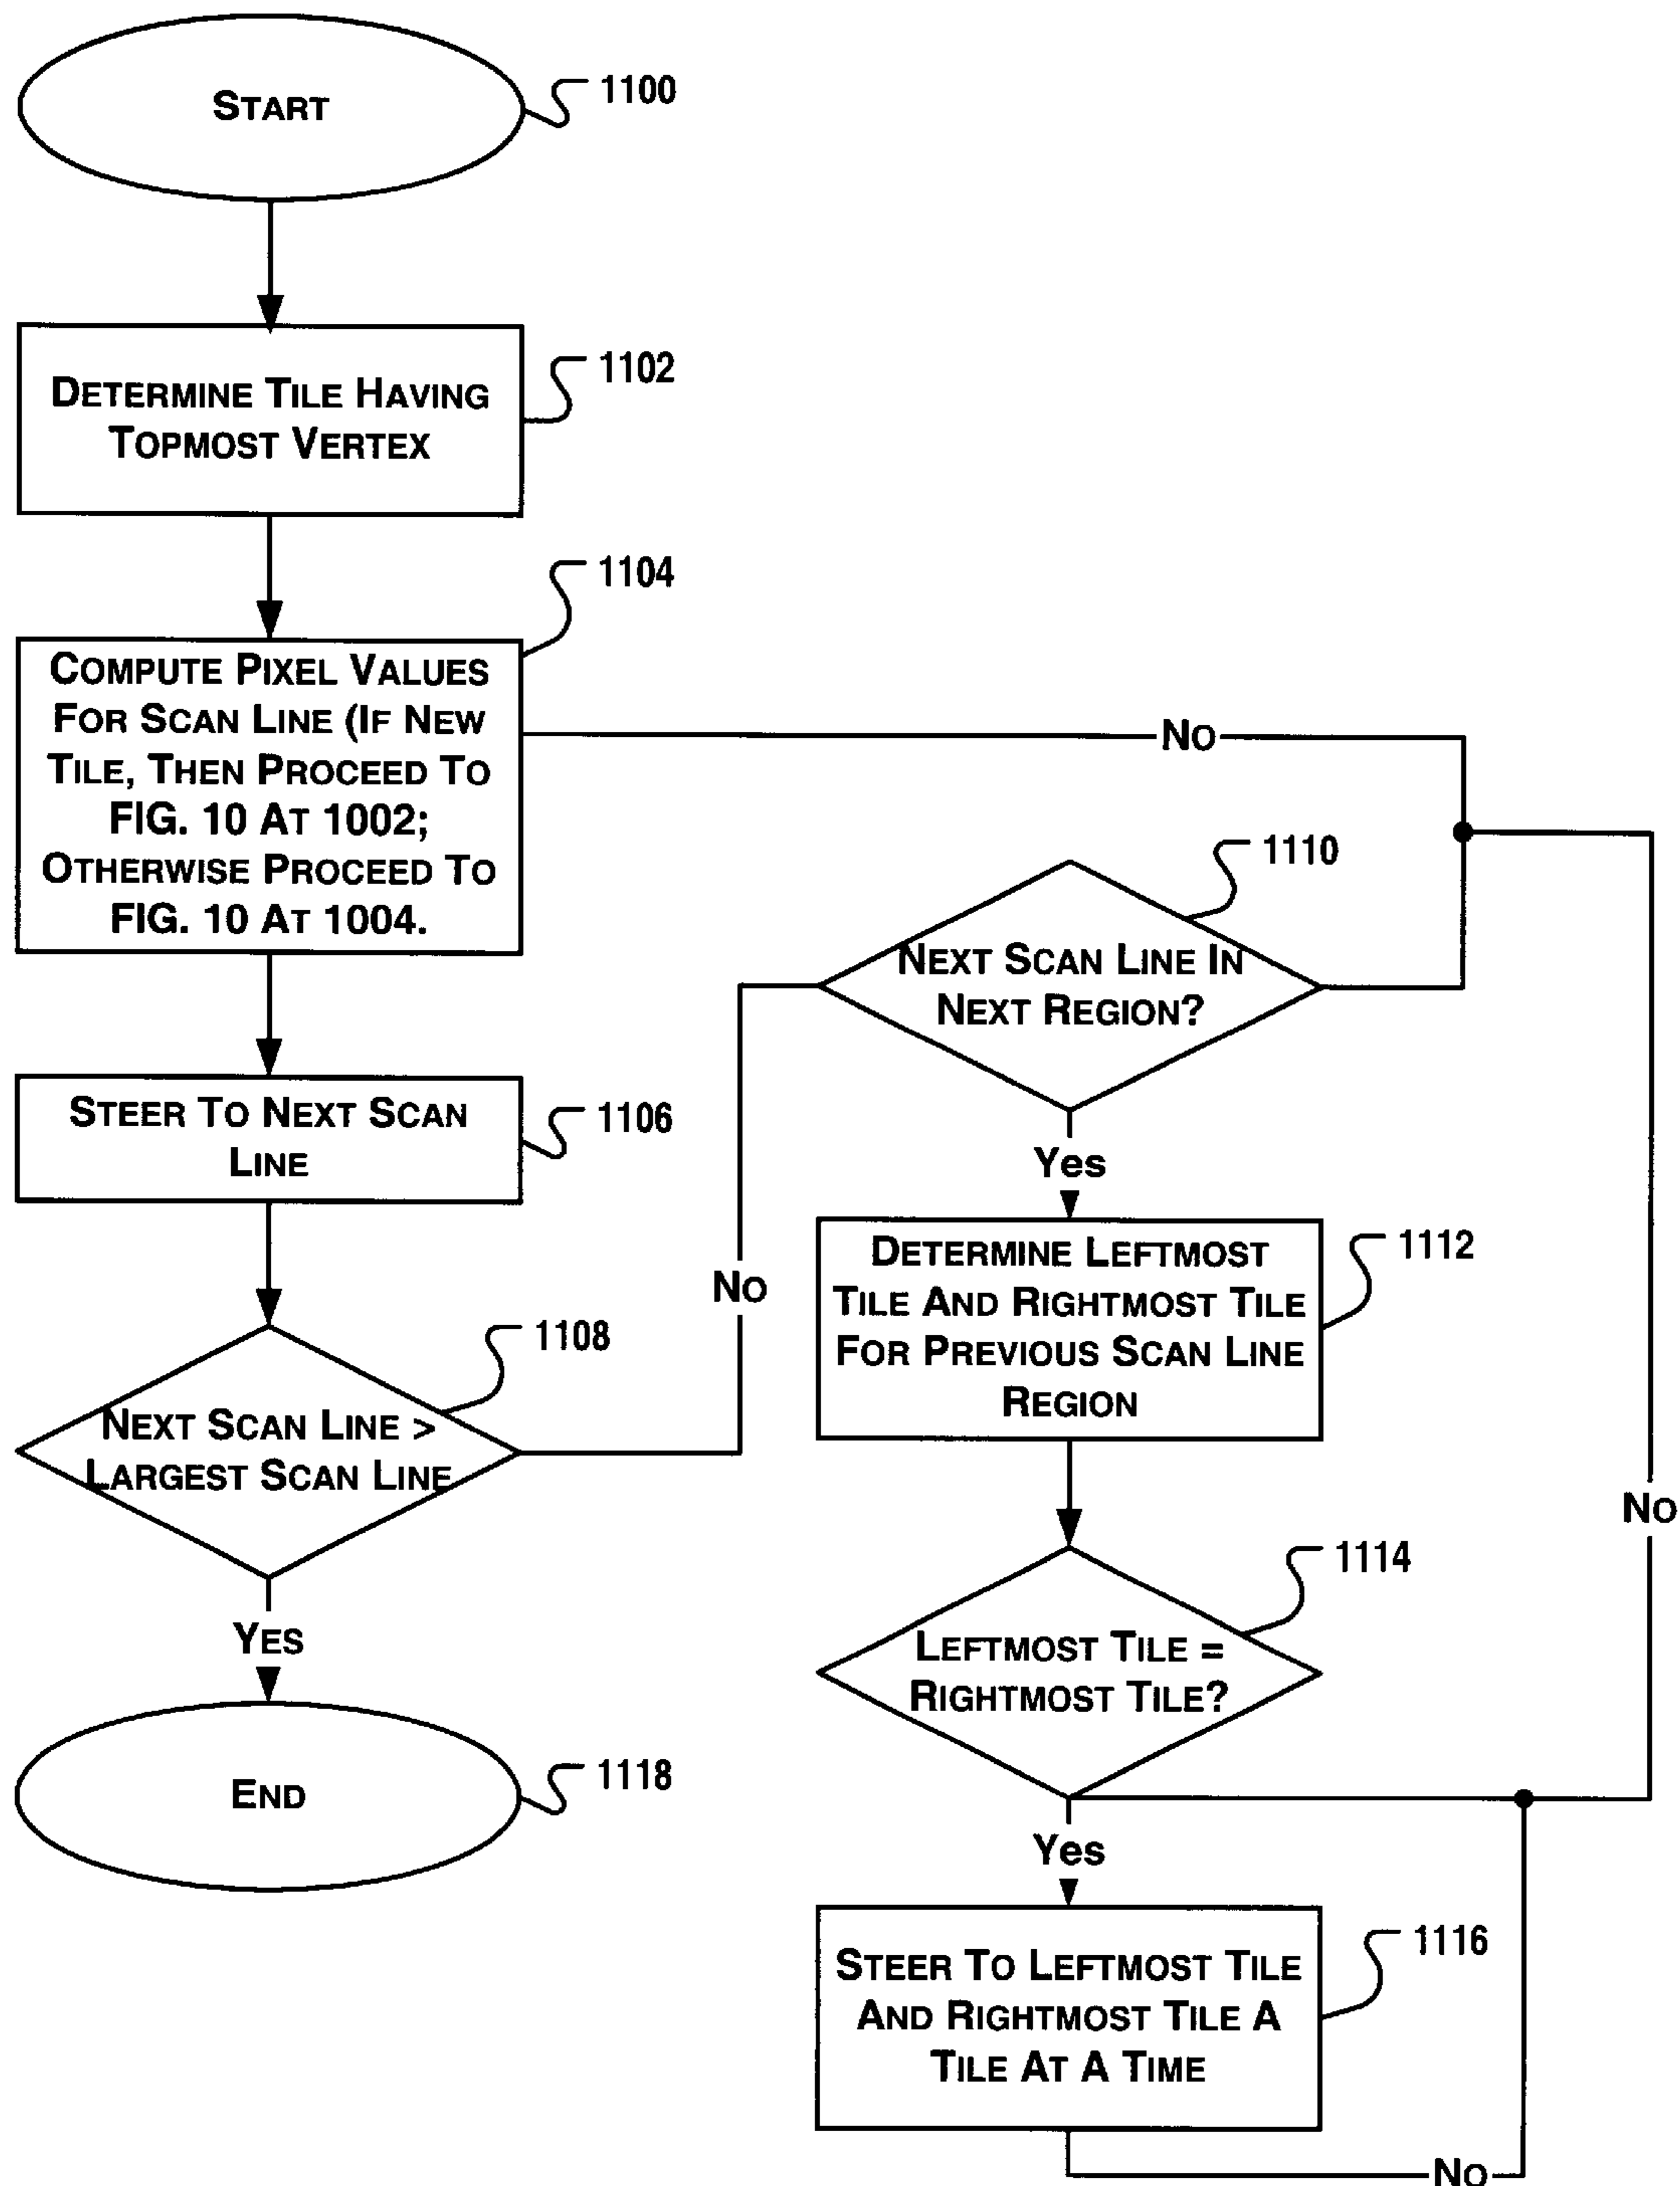 START
1100
DETERMINE TILE HAVING
TOPMOST VERTEX
1102
COMPUTE PIXEL VALUES
FOR SCAN LINE (IF NEW
TILE, THEN PROCEED TO
FIG. 10 AT 1002;
OTHERWISE PROCEED TO
FIG. 10 AT 1004.
1104
NO
STEER TO NEXT SCAN
LINE
1106
NEXT SCAN LINE >
LARGEST SCAN LINE
1108
NO
YES
END
1118
NEXT SCAN LINE IN
NEXT REGION?
1110
Yes
DETERMINE LEFTMOST
TILE AND RIGHTMOST TILE
FOR PREVIOUS SCAN LINE
REGION
1112
LEFTMOST TILE =
RIGHTMOST TILE?
1114
NO
Yes
STEER TO LEFTMOST TILE
AND RIGHTMOST TILE A
TILE AT A TIME
1116
NO